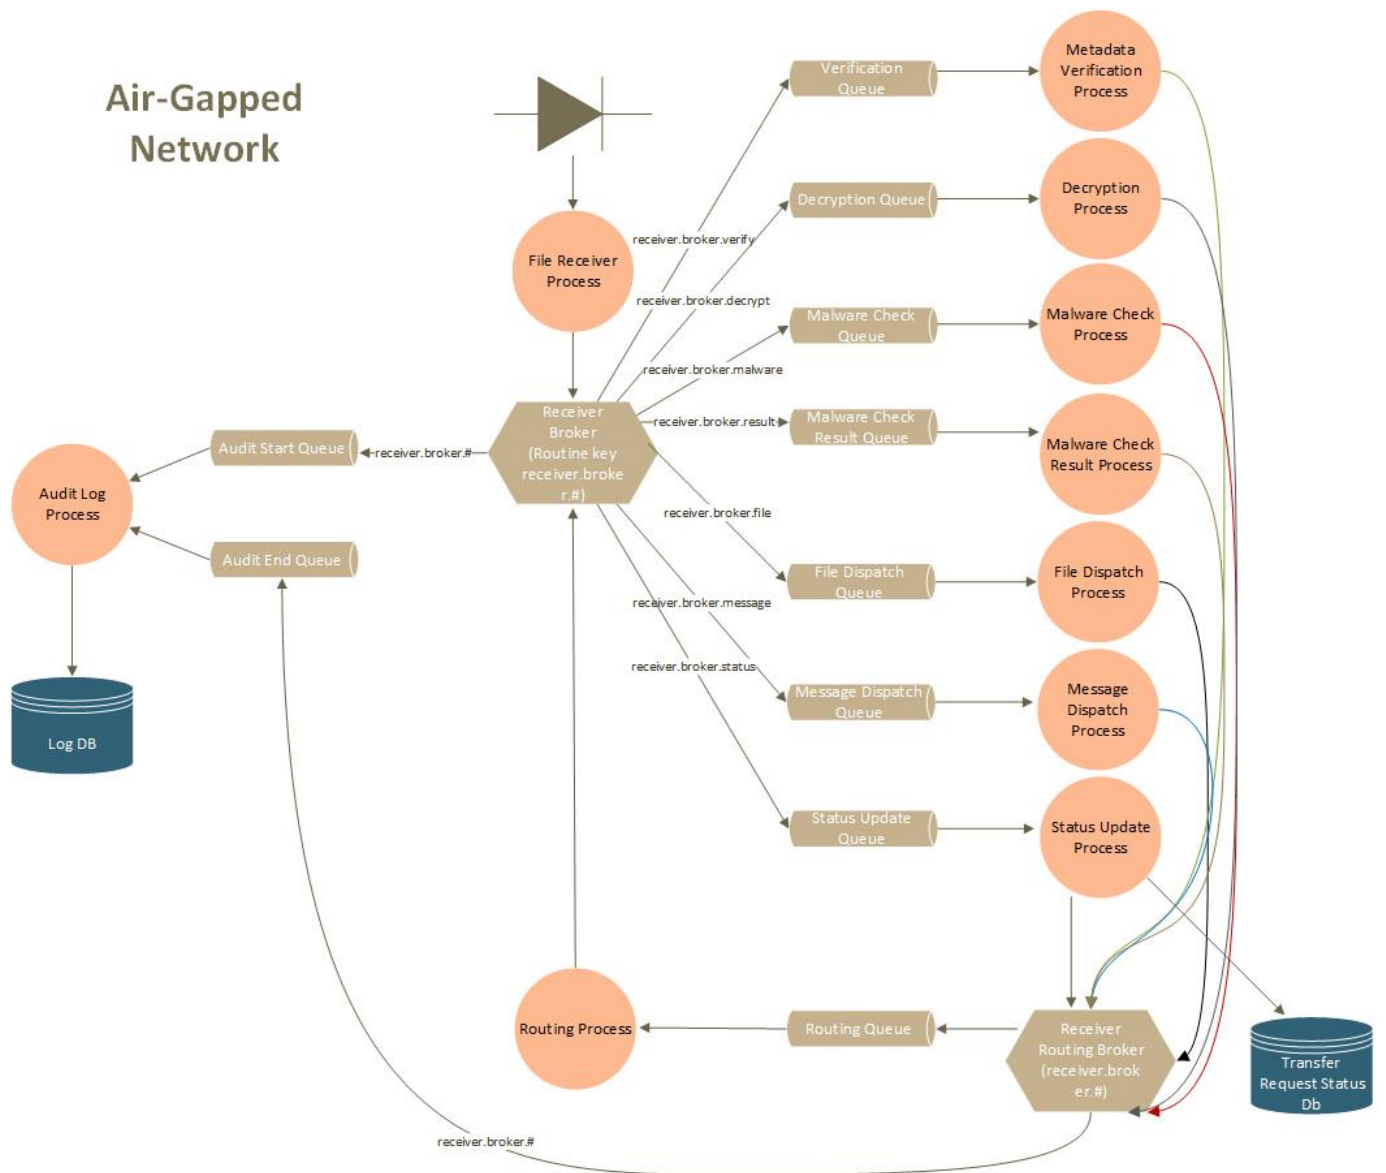 Air-Gapped
Network
Verification
Queue
Metadata
Verification
Process
Decryption Queue
Decryption
Process
receiver.broker.verify
File Receiver
Process
receiver.broker.decrypt
Malware Check
Queue
Malware Check
Process
receiver.broker.malware
Receiver
Broker
(Routine key
receiver.broke
r.#)
receiver.broker.result
Malware Check
Result Queue
Malware Check
Result Process
Audit Start Queue
receiver.broker.#
Audit Log
Process
receiver.broker.file
Audit End Queue
File Dispatch
Queue
File Dispatch
Process
receiver.broker.message
receiver.broker.status
Message Dispatch
Queue
Message
Dispatch
Process
Log DB
Status Update
Queue
Status Update
Process
Routing Process
Routing Queue
Receiver
Routing Broker
(receiver.brok
er.#)
Transfer
Request Status
Db
receiver.broker.#